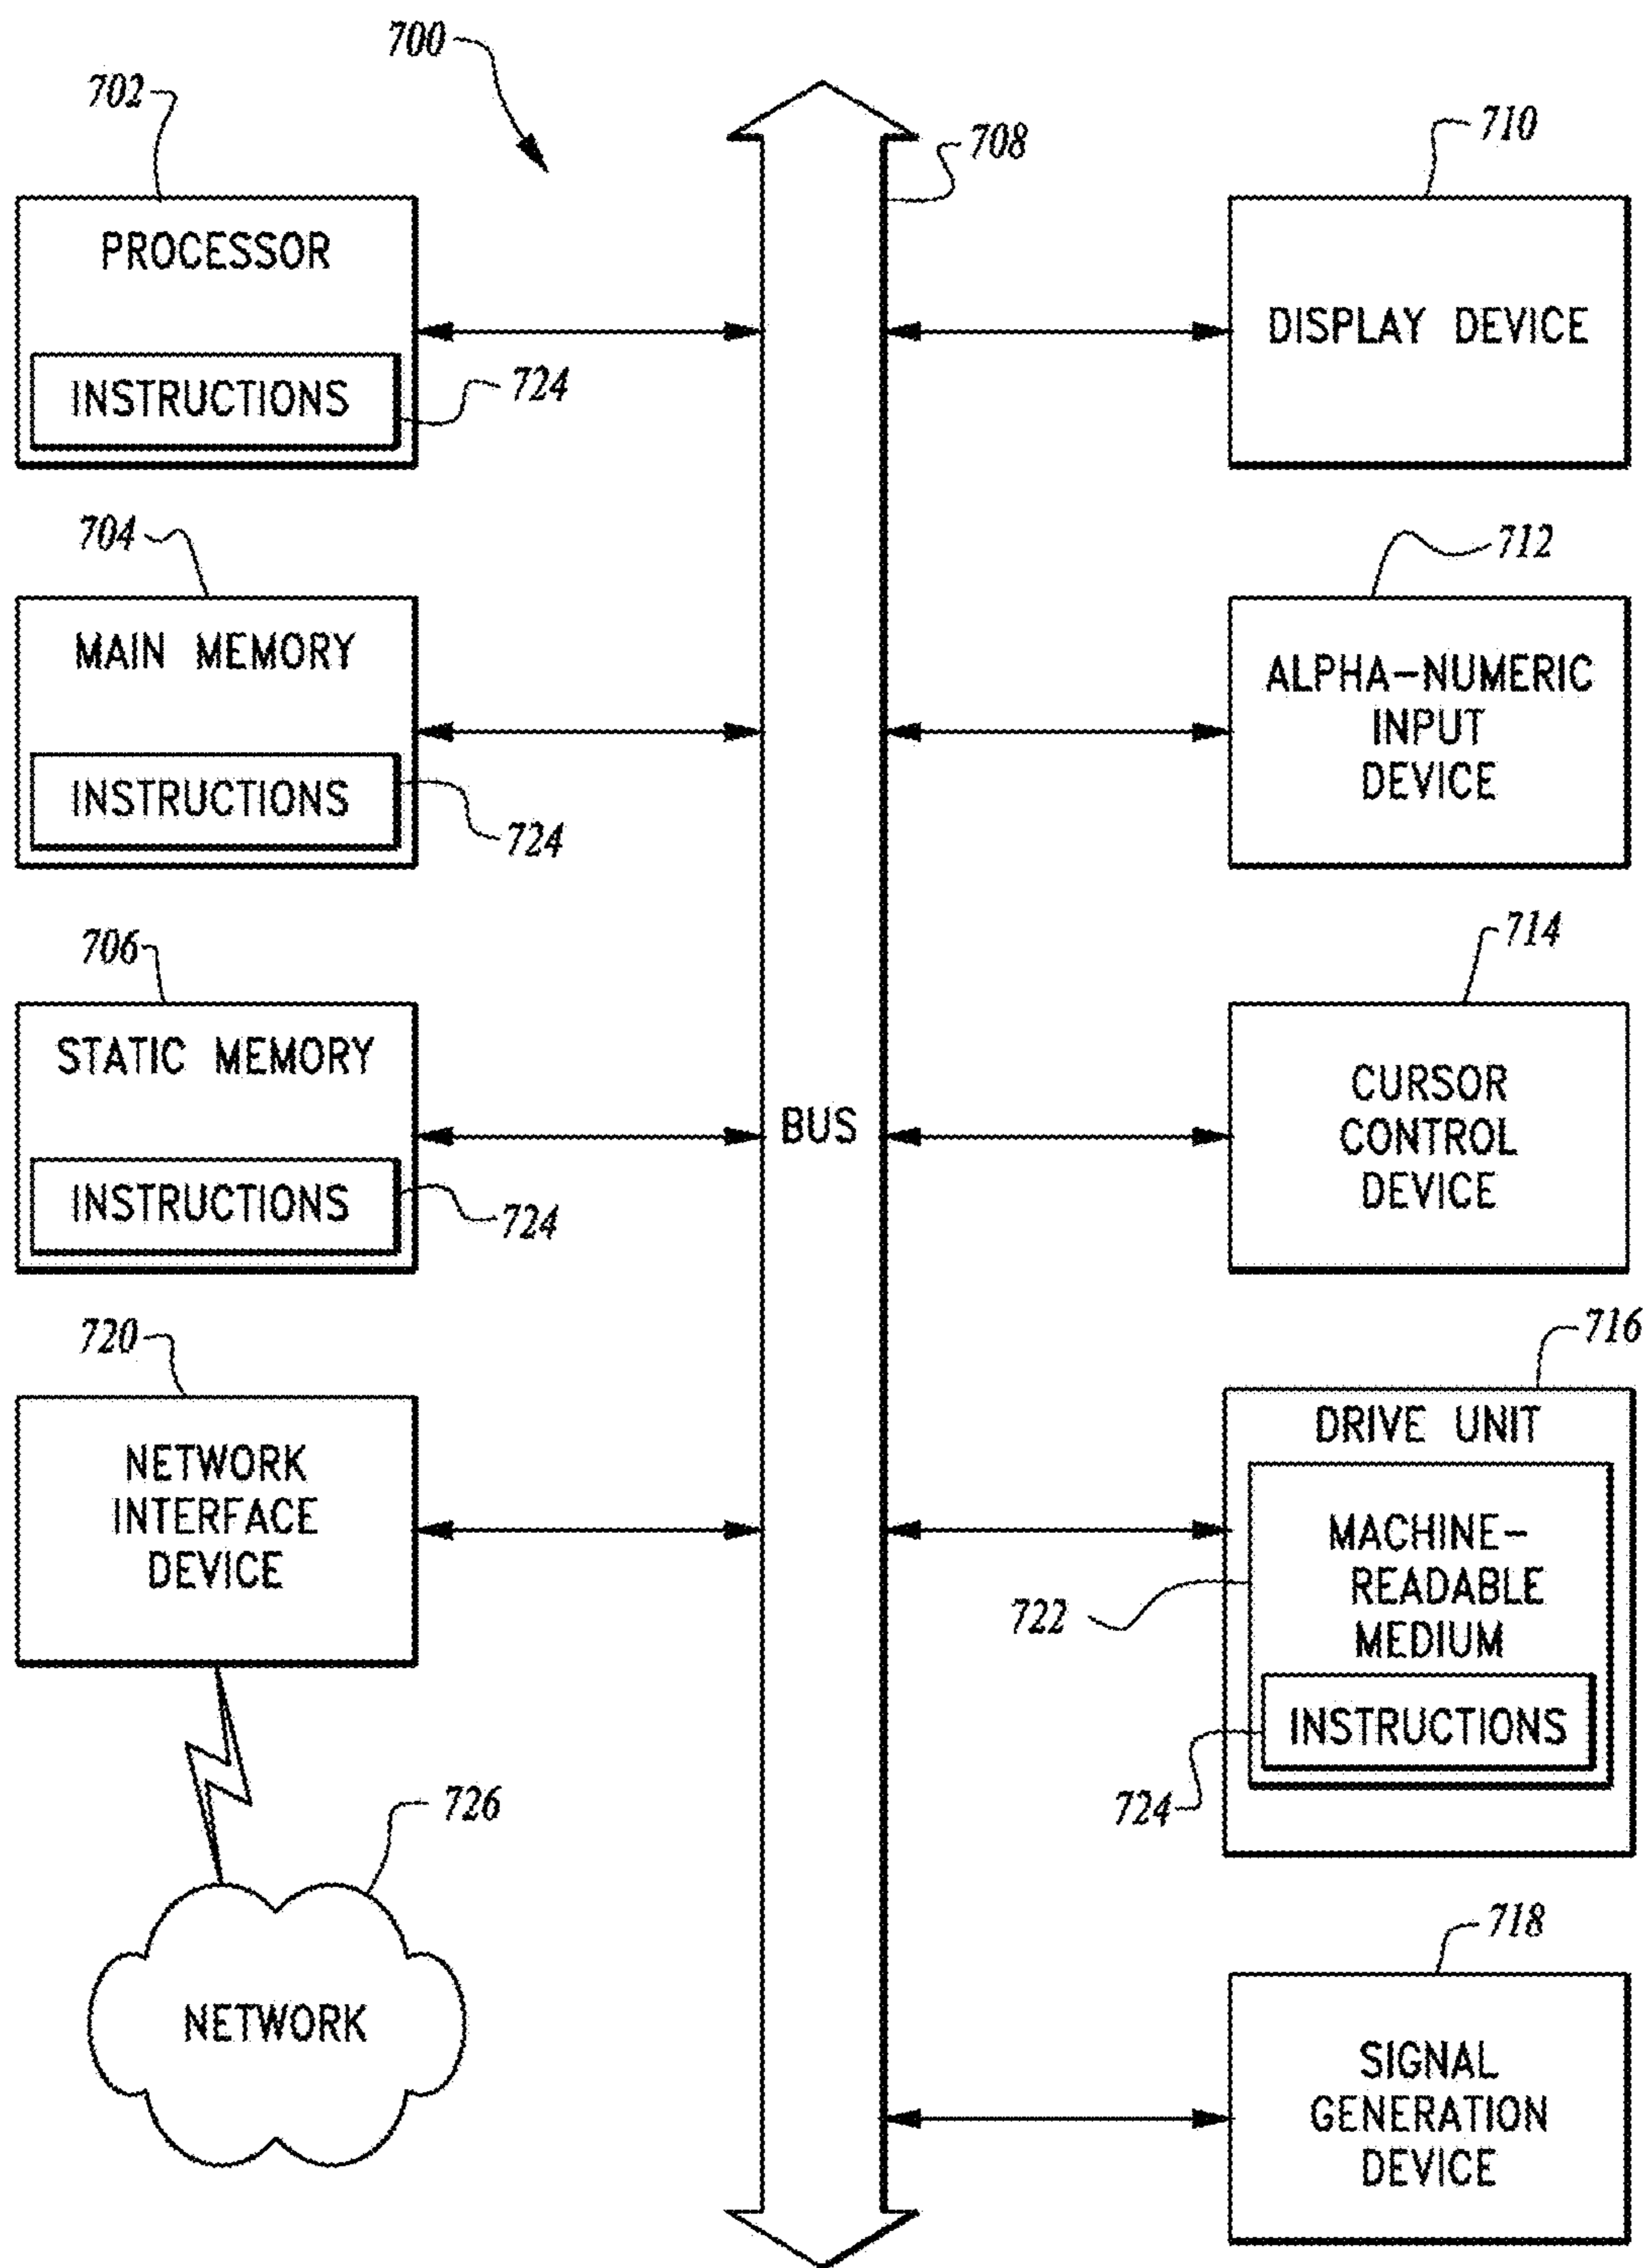 700
702
708
710
PROCESSOR
DISPLAY DEVICE
INSTRUCTIONS
724
704
712
MAIN MEMORY
ALPHA-NUMERIC
INPUT
DEVICE
INSTRUCTIONS
724
706
714
STATIC MEMORY
CURSOR
CONTROL
DEVICE
BUS
INSTRUCTIONS
724
720
716
NETWORK
INTERFACE
DEVICE
DRIVE UNIT
MACHINE-
READABLE
MEDIUM
722
INSTRUCTIONS
724
726
NETWORK
718
SIGNAL
GENERATION
DEVICE